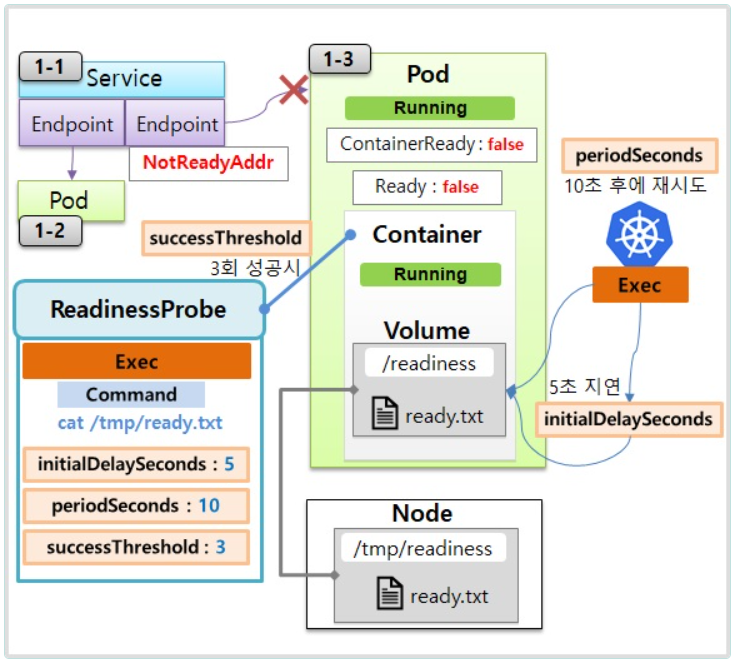 1-1
Service
Endpoint
Endpoint
NotReadyAddr
Pod
1-2
1-3
Pod
Running
ContainerReady : false
Ready : false
successThreshold
3회 성공시
Container
Running
Volume
/readiness
ready.txt
periodSeconds
10초 후에 재시도
Exec
5초 지연
initialDelaySeconds
ReadinessProbe
Exec
Command
cat /tmp/ready.txt
initialDelaySeconds : 5
periodSeconds : 10
successThreshold : 3
Node
/tmp/readiness
ready.txt